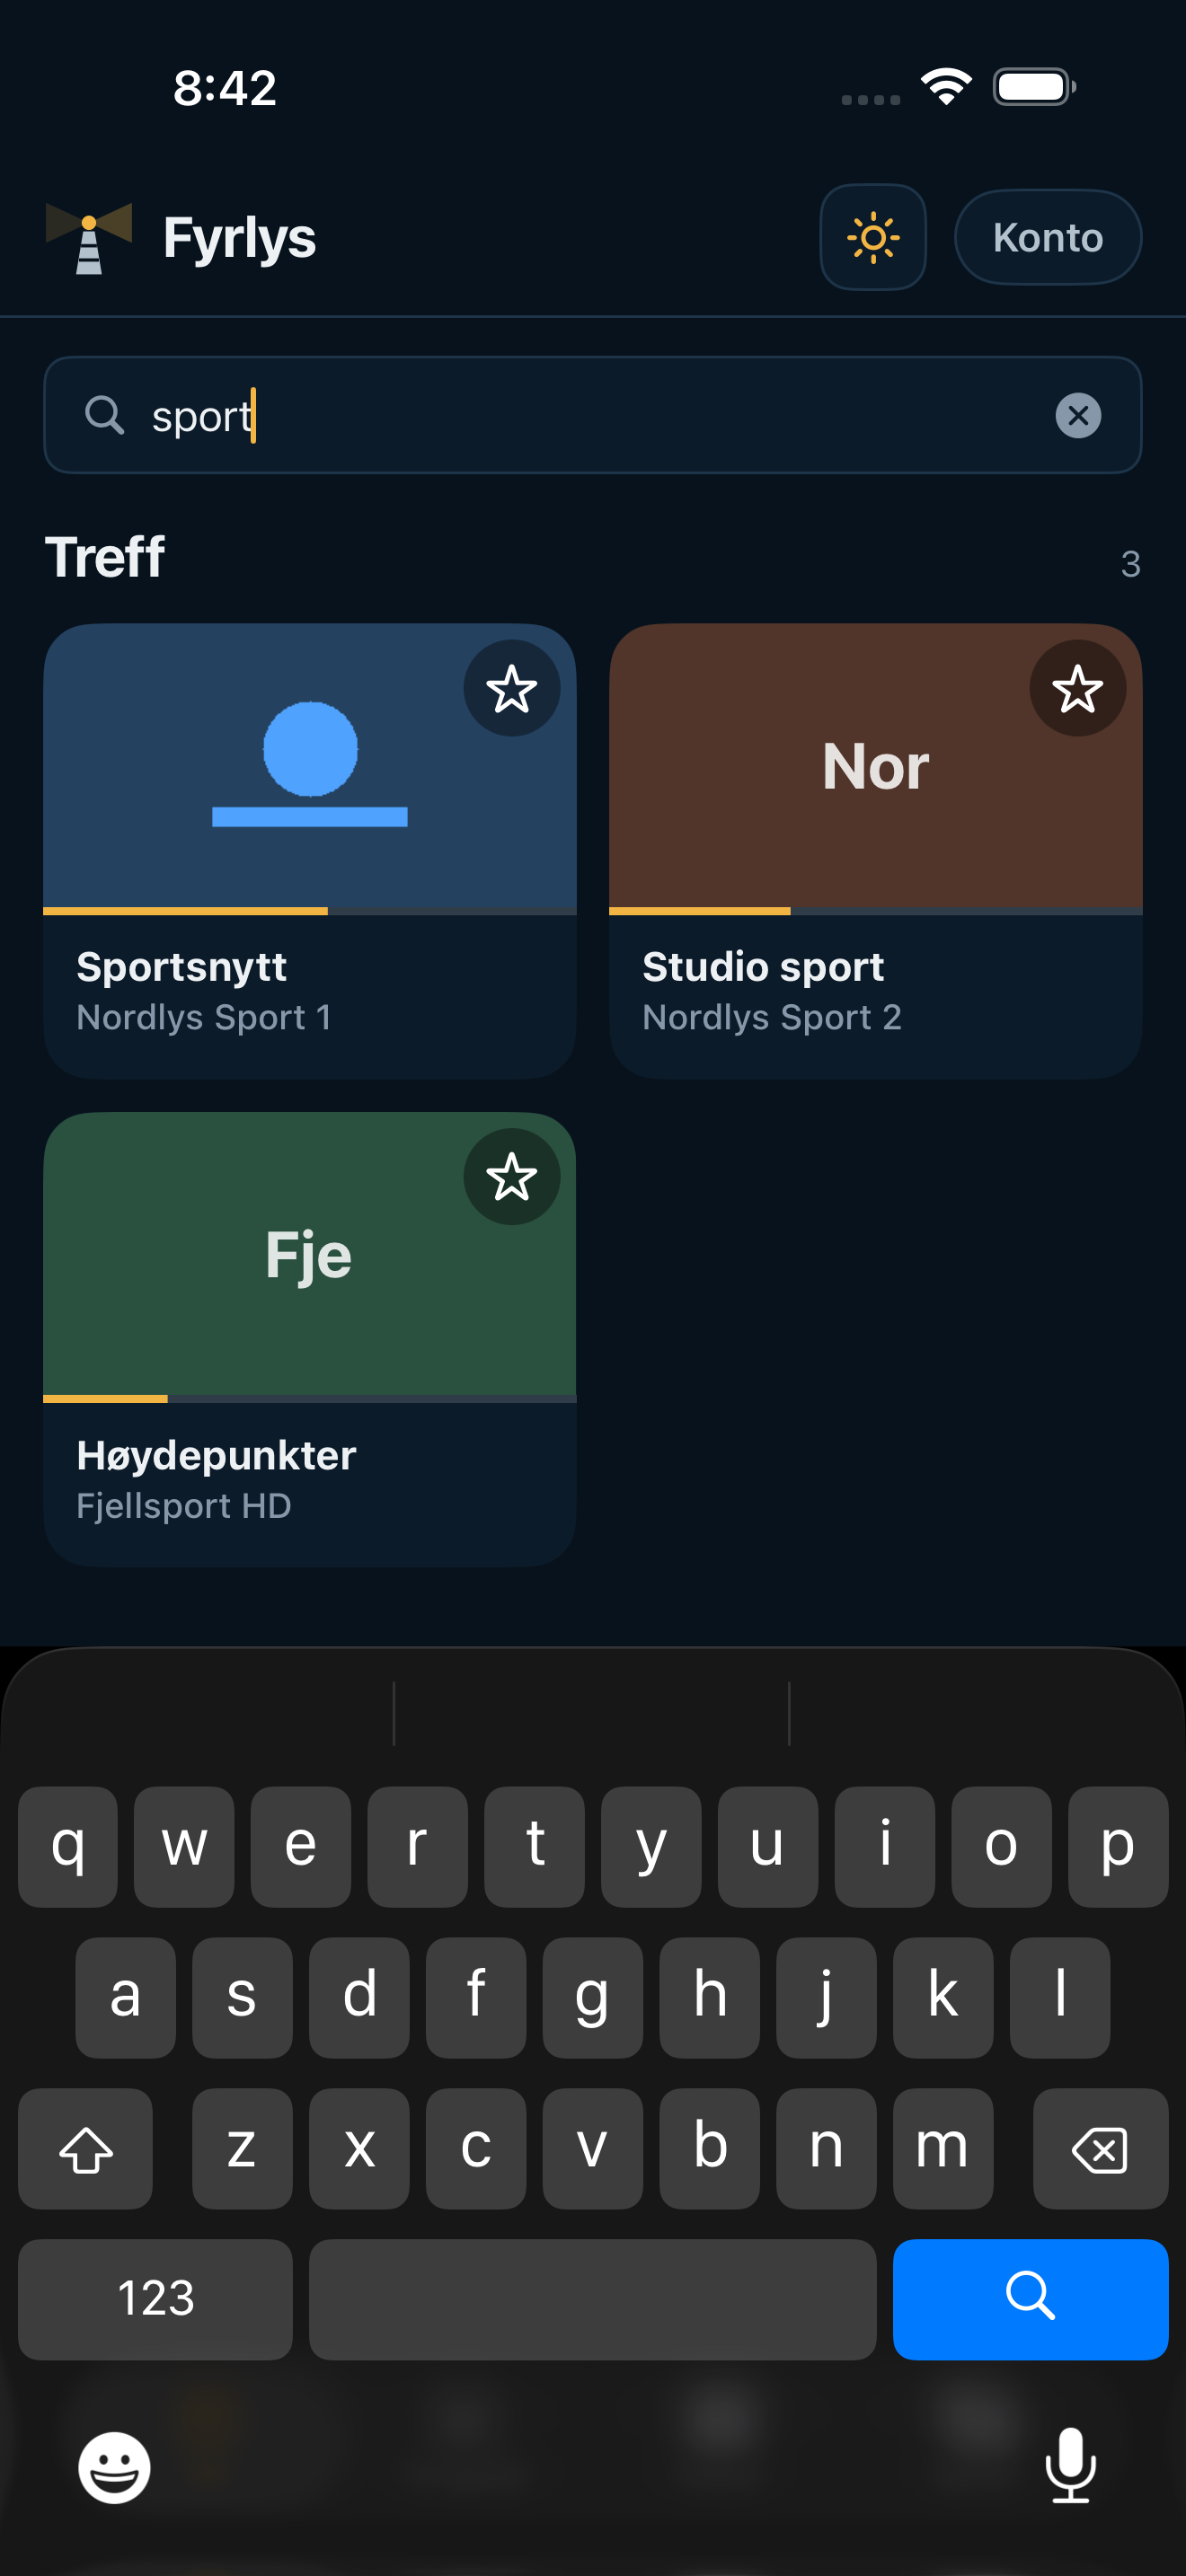 8:42
Fyrlys
Konto
sport
Treff
3
Nor
Sportsnytt
Nordlys Sport 1
Studio sport
Nordlys Sport 2
Fje
Høydepunkter
Fjellsport HD
q w e r t y u i o p
a s d f g h j k l
z x c v b n m
123